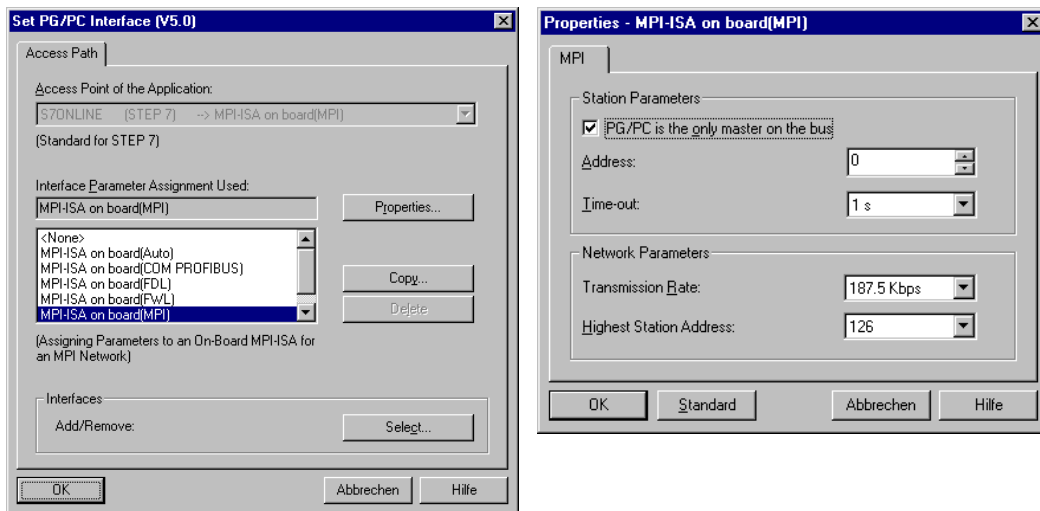 Set PG/PC Interface (V5.0)
Access Path
Access Point of the Application:
S7ONLINE (STEP 7) --> MPI-ISA on board(MPI)
(Standard for STEP 7)
Interface Parameter Assignment Used:
MPI-ISA on board(MPI)
Properties...
<None>
MPI-ISA on board(Auto)
MPI-ISA on board(COM PROFIBUS)
MPI-ISA on board(FDL)
MPI-ISA on board(FWL)
MPI-ISA on board(MPI)
Copy...
Delete
(Assigning Parameters to an On-Board MPI-ISA for
an MPI Network)
Interfaces
Add/Remove:
Select...
OK
Abbrechen
Hilfe
Properties - MPI-ISA on board(MPI)
MPI
Station Parameters
PG/PC is the only master on the bus
Address:
0
Time-out:
1 s
Network Parameters
Transmission Rate:
187.5 Kbps
Highest Station Address:
126
OK
Standard
Abbrechen
Hilfe